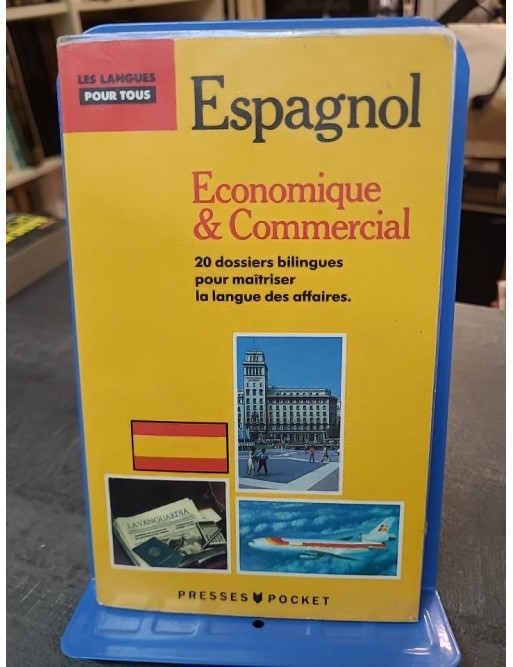 LES LANGUES
POUR TOUS
Espagnol
Economique
& Commercial
20 dossiers bilingues
pour maîtriser
la langue des affaires.
LA VANGUARDIA
PRESSES POCKET